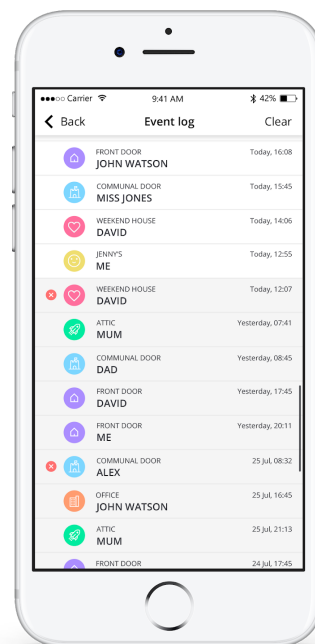 Carrier 9:41 AM 42%
Back Event log Clear
FRONT DOOR Today, 16:08
JOHN WATSON
COMMUNAL DOOR Today, 15:45
MISS JONES
WEEKEND HOUSE Today, 14:06
DAVID
JENNY'S Today, 12:55
ME
WEEKEND HOUSE Today, 12:07
DAVID
ATTIC Yesterday, 07:41
MUM
COMMUNAL DOOR Yesterday, 08:45
DAD
FRONT DOOR Yesterday, 17:45
DAVID
FRONT DOOR Yesterday, 20:11
ME
COMMUNAL DOOR 25 Jul, 08:32
ALEX
OFFICE 25 Jul, 16:45
JOHN WATSON
ATTIC 25 Jul, 21:13
MUM
FRONT DOOR 24 Jul, 17:45